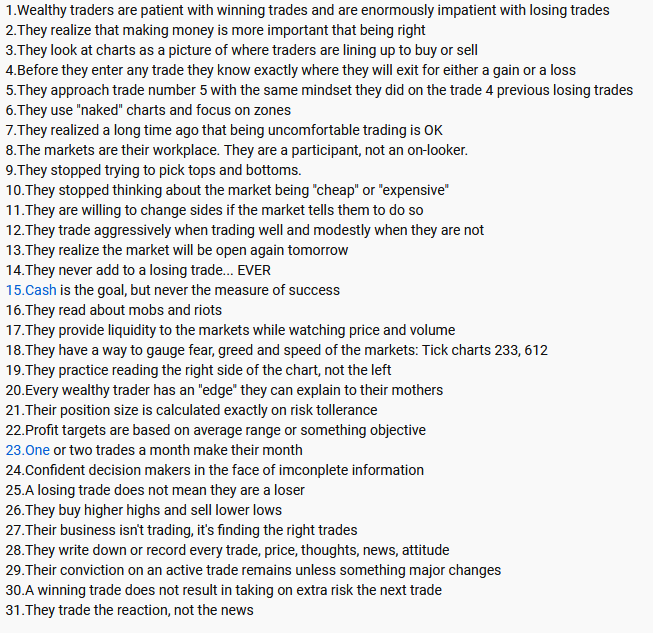 1.Wealthy traders are patient with winning trades and are enormously impatient with losing trades
2.They realize that making money is more important that being right
3.They look at charts as a picture of where traders are lining up to buy or sell
4.Before they enter any trade they know exactly where they will exit for either a gain or a loss
5.They approach trade number 5 with the same mindset they did on the trade 4 previous losing trades
6.They use "naked" charts and focus on zones
7.They realized a long time ago that being uncomfortable trading is OK
8.The markets are their workplace. They are a participant, not an on-looker.
9.They stopped trying to pick tops and bottoms.
10.They stopped thinking about the market being "cheap" or "expensive"
11.They are willing to change sides if the market tells them to do so
12.They trade aggressively when trading well and modestly when they are not
13.They realize the market will be open again tomorrow
14.They never add to a losing trade... EVER
15.Cash is the goal, but never the measure of success
16.They read about mobs and riots
17.They provide liquidity to the markets while watching price and volume
18.They have a way to gauge fear, greed and speed of the markets: Tick charts 233, 612
19.They practice reading the right side of the chart, not the left
20.Every wealthy trader has an "edge" they can explain to their mothers
21.Their position size is calculated exactly on risk tollerance
22.Profit targets are based on average range or something objective
23.One or two trades a month make their month
24.Confident decision makers in the face of imconplete information
25.A losing trade does not mean they are a loser
26.They buy higher highs and sell lower lows
27.Their business isn't trading, it's finding the right trades
28.They write down or record every trade, price, thoughts, news, attitude
29.Their conviction on an active trade remains unless something major changes
30.A winning trade does not result in taking on extra risk the next trade
31.They trade the reaction, not the news